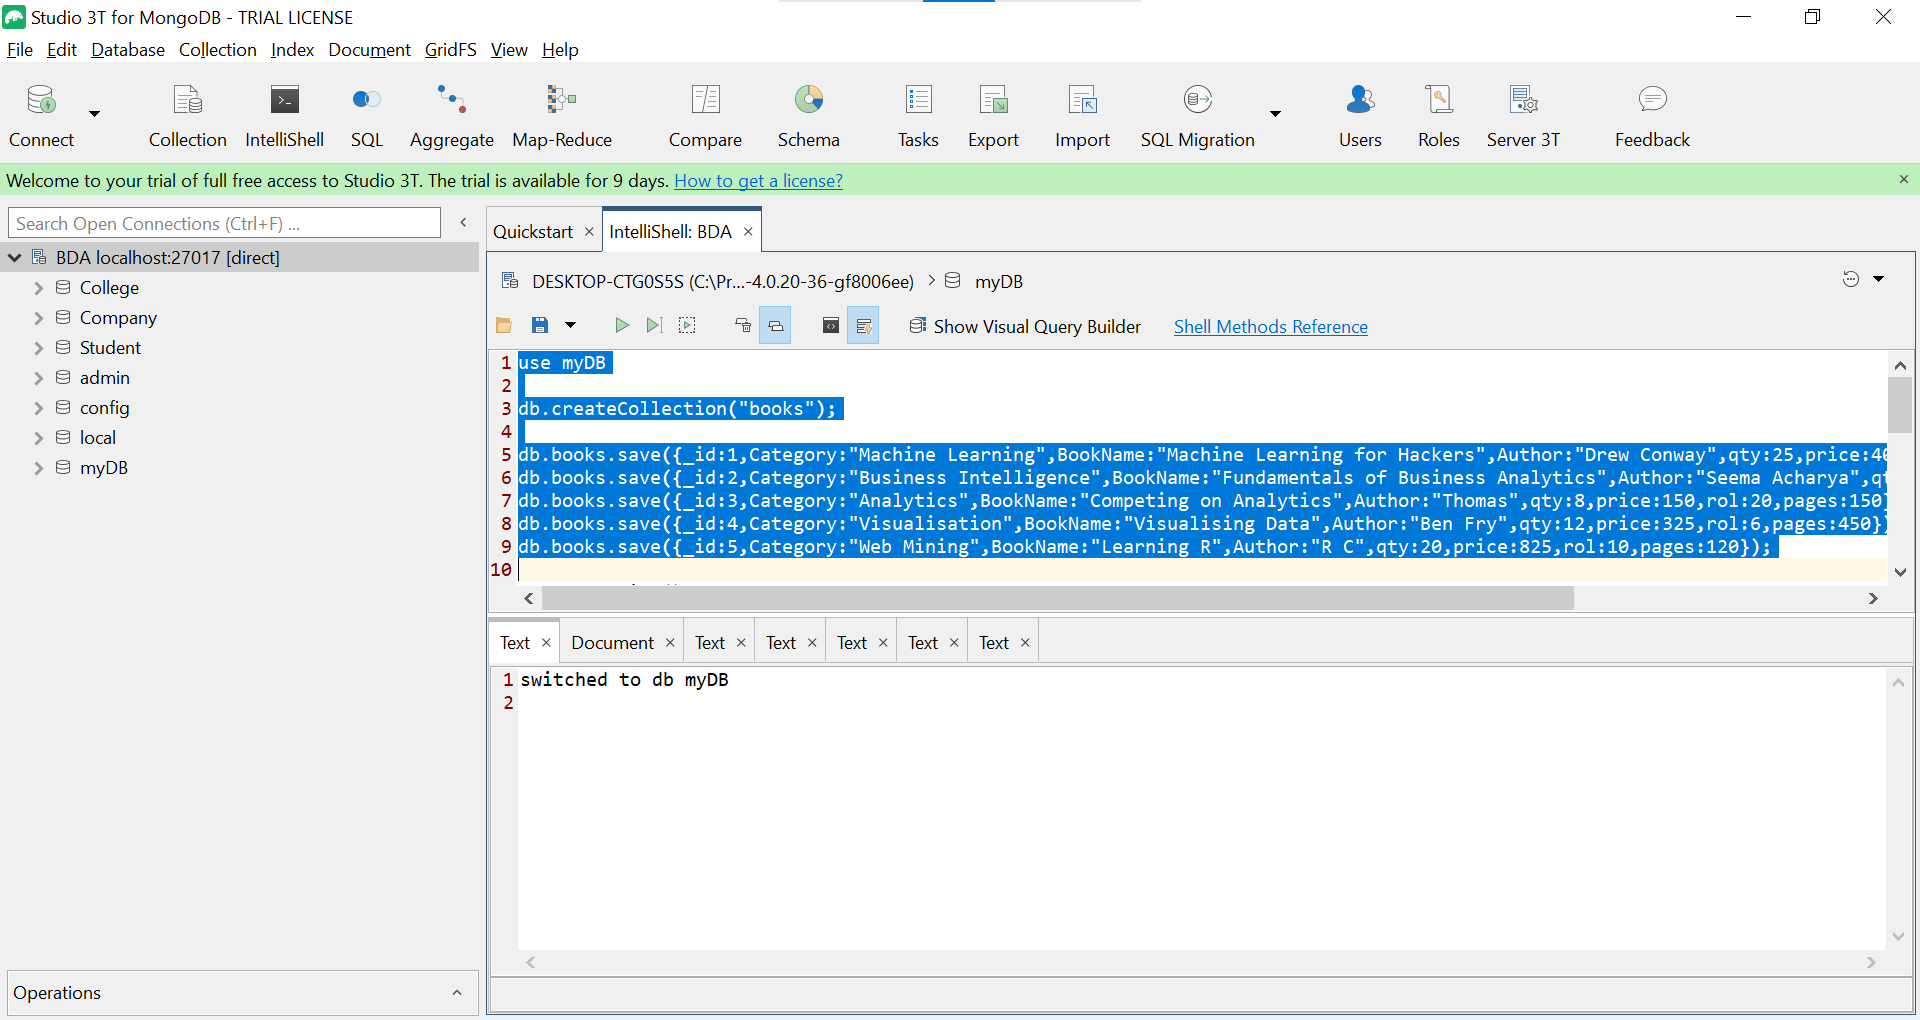 Studio 3T for MongoDB - TRIAL LICENSE
File Edit Database Collection Index Document GridFS View Help
Connect Collection IntelliShell SQL Aggregate Map-Reduce Compare Schema Tasks Export Import SQL Migration Users Roles Server 3T Feedback
Welcome to your trial of full free access to Studio 3T. The trial is available for 9 days. How to get a license?
Search Open Connections (Ctrl+F) ...
BDA localhost:27017 [direct]
College
Company
Student
admin
config
local
myDB
Operations
Quickstart IntelliShell: BDA
DESKTOP-CTG0S5S (C:\Pr...-4.0.20-36-gf8006ee) myDB
Show Visual Query Builder Shell Methods Reference
1 use myDB
2
3 db.createCollection("books");
4
5 db.books.save({_id:1,Category:"Machine Learning",BookName:"Machine Learning for Hackers",Author:"Drew Conway",qty:25,price:40
6 db.books.save({_id:2,Category:"Business Intelligence",BookName:"Fundamentals of Business Analytics",Author:"Seema Acharya",qt
7 db.books.save({_id:3,Category:"Analytics",BookName:"Competing on Analytics",Author:"Thomas",qty:8,price:150,rol:20,pages:150}
8 db.books.save({_id:4,Category:"Visualisation",BookName:"Visualising Data",Author:"Ben Fry",qty:12,price:325,rol:6,pages:450})
9 db.books.save({_id:5,Category:"Web Mining",BookName:"Learning R",Author:"R C",qty:20,price:825,rol:10,pages:120});
10
Text Document Text Text Text Text Text
1 switched to db myDB
2